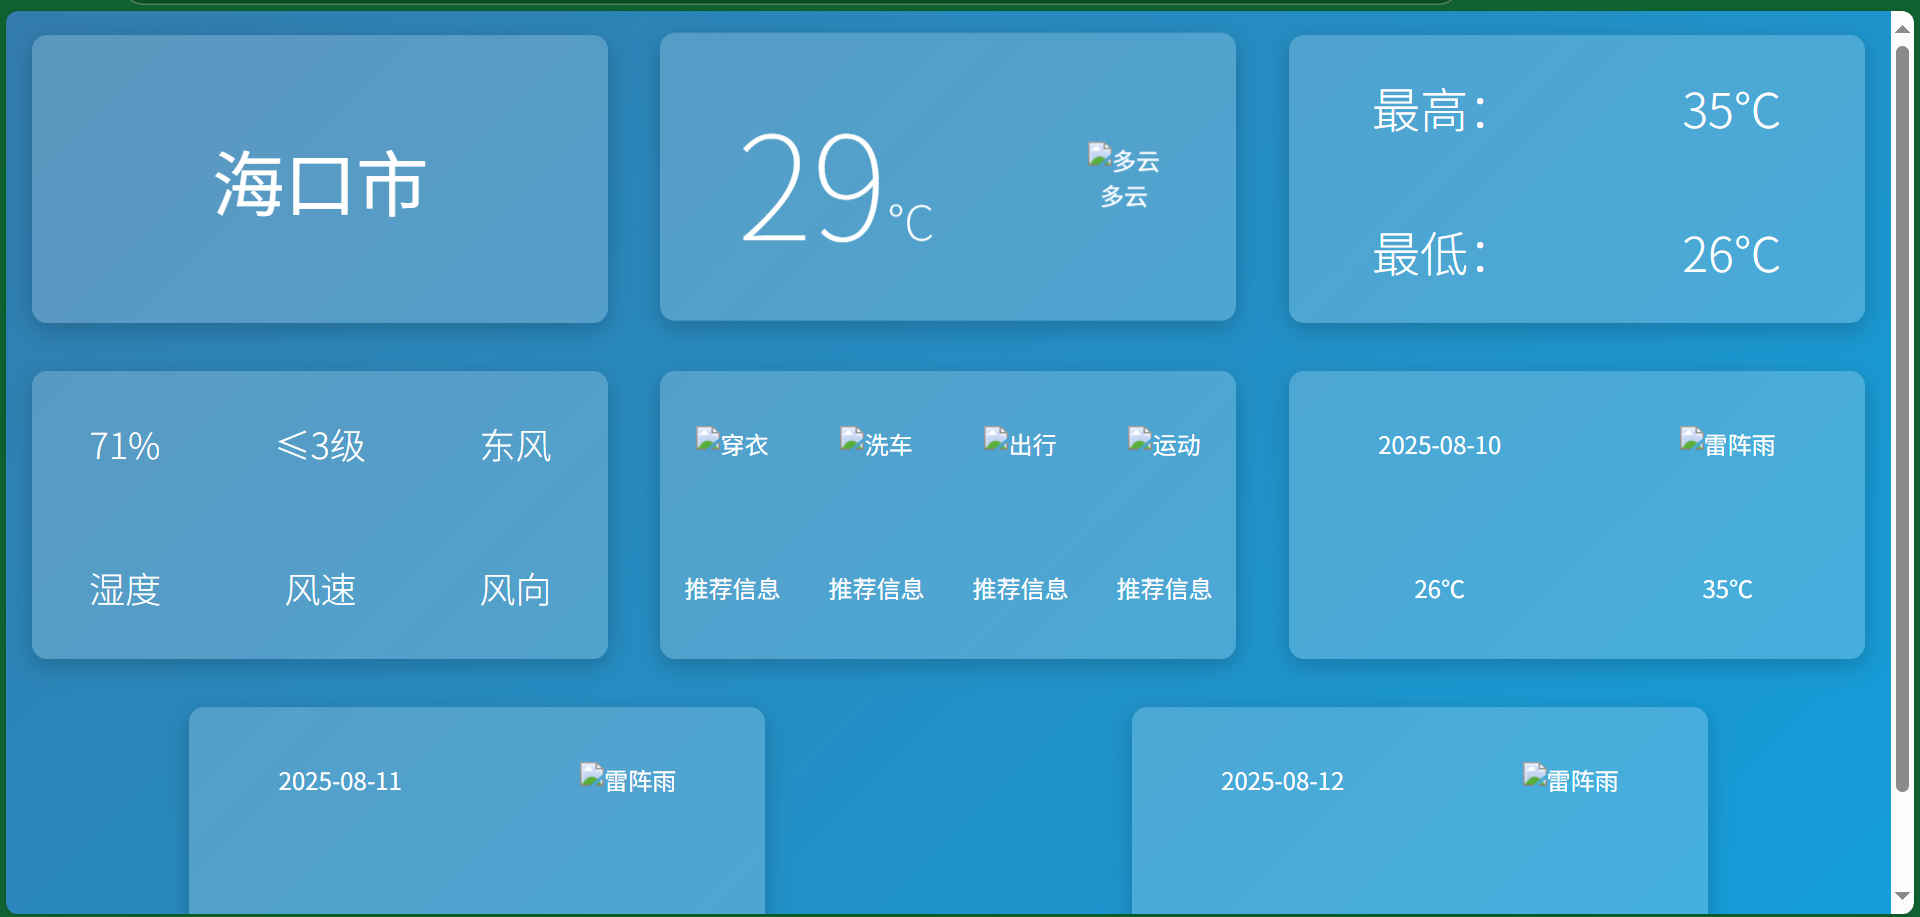 海口市
29°C
多云
多云
最高：
35°C
最低：
26°C
71%
≤3级
东风
湿度
风速
风向
穿衣
洗车
出行
运动
推荐信息
推荐信息
推荐信息
推荐信息
2025-08-10
雷阵雨
26°C
35°C
2025-08-11
雷阵雨
2025-08-12
雷阵雨